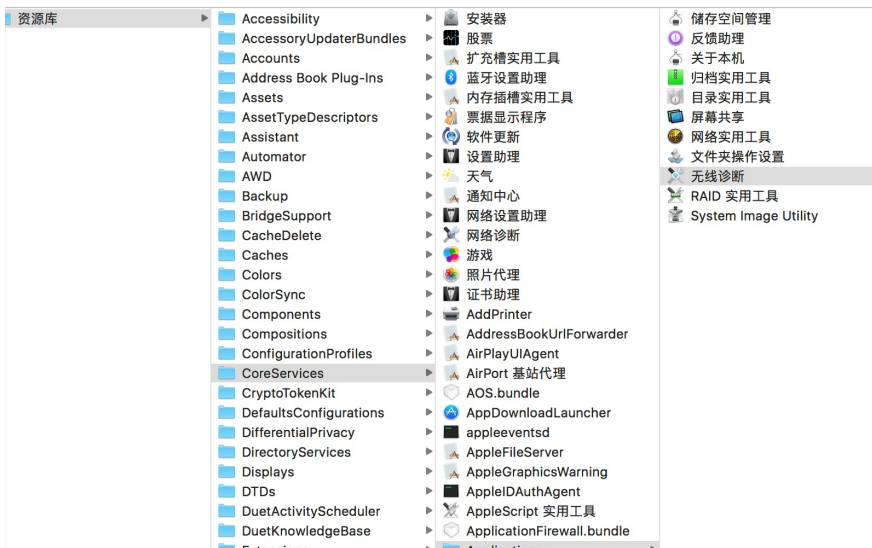 资源库
Accessibility
AccessoryUpdaterBundles
Accounts
Address Book Plug-Ins
Assets
AssetTypeDescriptors
Assistant
Automator
AWD
Backup
BridgeSupport
CacheDelete
Caches
Colors
ColorSync
Components
Compositions
ConfigurationProfiles
CoreServices
CryptoTokenKit
DefaultsConfigurations
DifferentialPrivacy
DirectoryServices
Displays
DTDs
DuetActivityScheduler
DuetKnowledgeBase
安装器
股票
扩充槽实用工具
蓝牙设置助理
内存插槽实用工具
票据显示程序
软件更新
设置助理
天气
通知中心
网络设置助理
网络诊断
游戏
照片代理
证书助理
AddPrinter
AddressBookUrlForwarder
AirPlayUIAgent
AirPort 基站代理
AOS.bundle
AppDownloadLauncher
appleeventsd
AppleFileServer
AppleGraphicsWarning
AppleIDAuthAgent
AppleScript 实用工具
ApplicationFirewall.bundle
储存空间管理
反馈助理
关于本机
归档实用工具
目录实用工具
屏幕共享
网络实用工具
文件夹操作设置
无线诊断
RAID 实用工具
System Image Utility